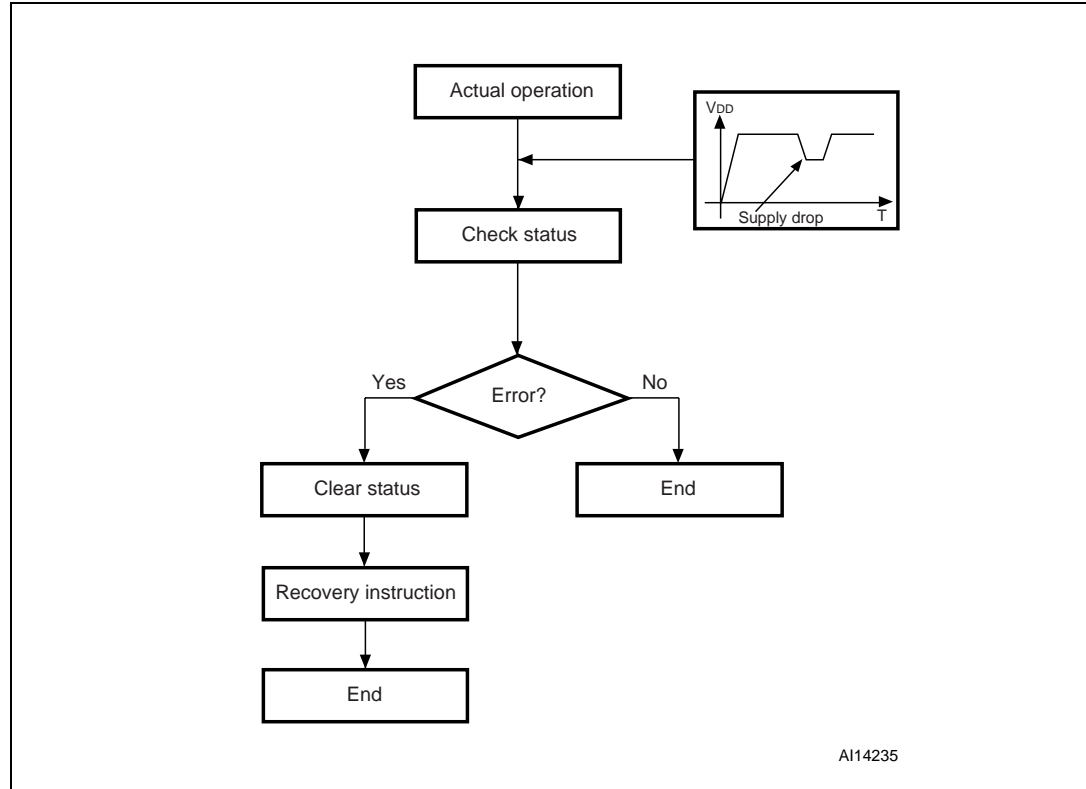 Actual operation
VDD
Supply drop
T
Check status
Yes
No
Error?
Clear status
End
Recovery instruction
End
AI14235